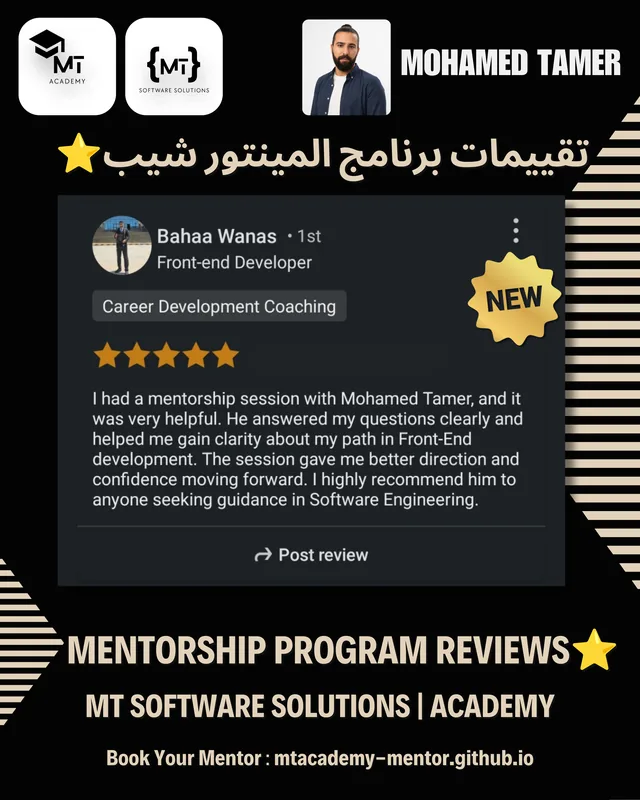 MT
ACADEMY
{MT}
SOFTWARE SOLUTIONS
MOHAMED TAMER
تقييمات برنامج المينتور شيب⭐
Bahaa Wanas • 1st
Front-end Developer
Career Development Coaching
NEW
I had a mentorship session with Mohamed Tamer, and it
was very helpful. He answered my questions clearly and
helped me gain clarity about my path in Front-End
development. The session gave me better direction and
confidence moving forward. I highly recommend him to
anyone seeking guidance in Software Engineering.
Post review
MENTORSHIP PROGRAM REVIEWS⭐
MT SOFTWARE SOLUTIONS | ACADEMY
Book Your Mentor : mtacademy-mentor.github.io